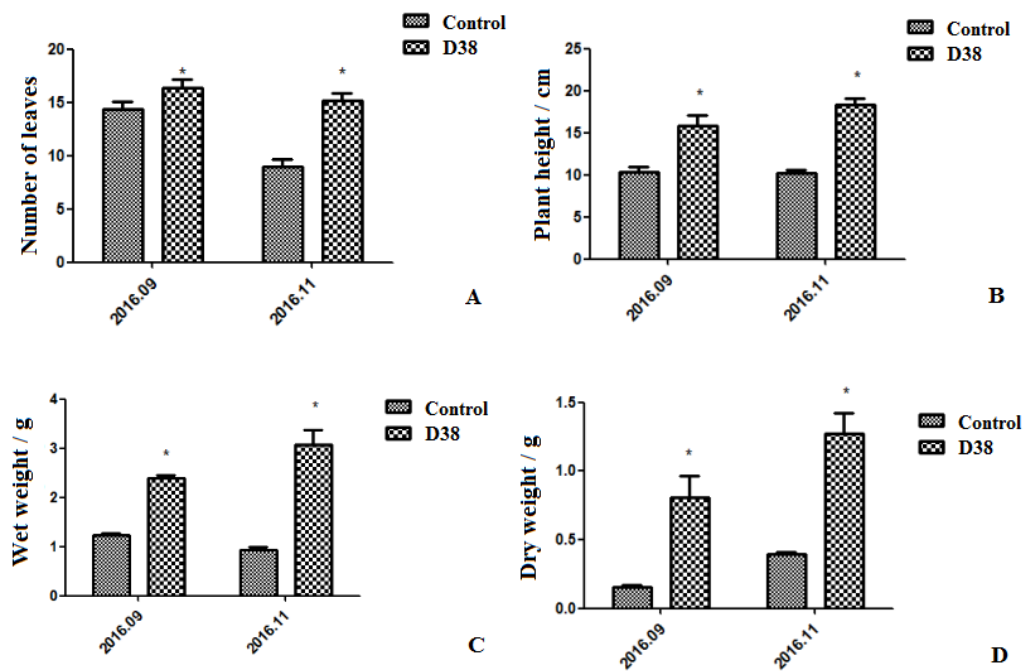 Control
D38
Number of leaves
20
15
10
5
0
*
*
2016.09
2016.11
A
Control
D38
Plant height / cm
25
20
15
10
5
0
*
*
2016.09
2016.11
B
Control
D38
Wet weight / g
4
3
2
1
0
*
*
2016.09
2016.11
C
Control
D38
Dry weight / g
1.5
1.0
0.5
0.0
*
*
2016.09
2016.11
D